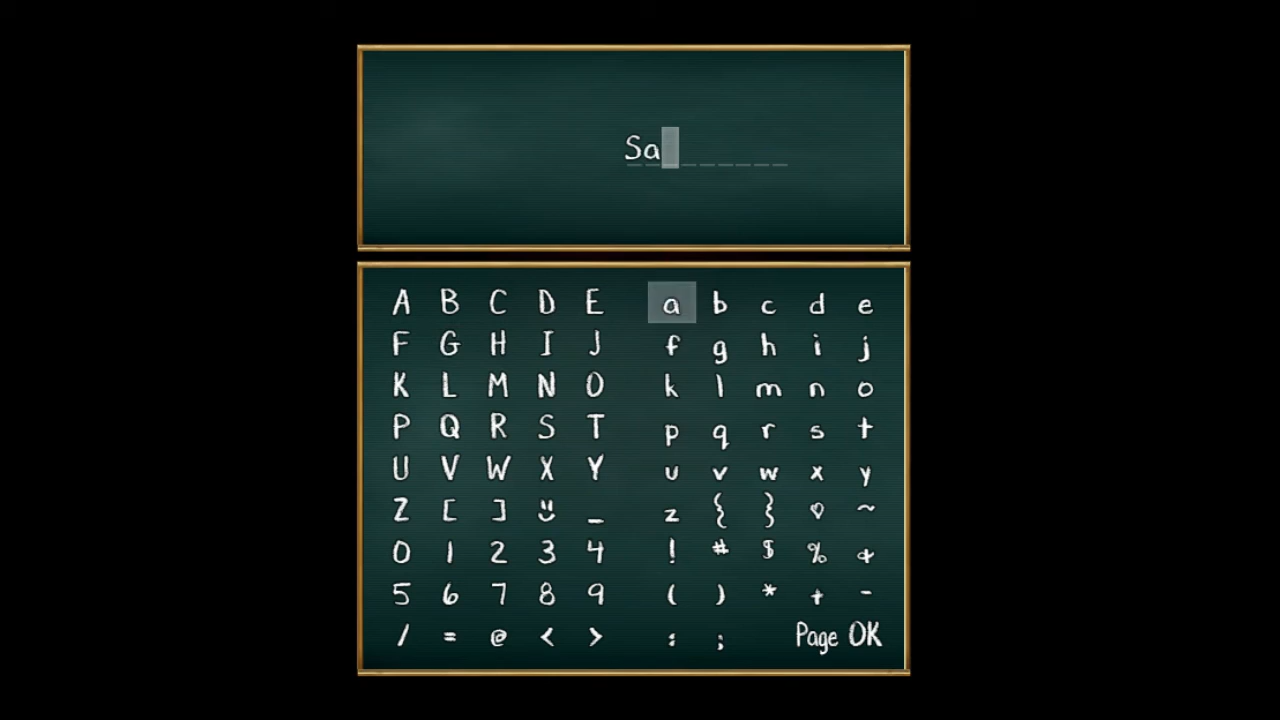 Sa
A B C D E a b c d e
F G H I J f g h i j
K L M N O k l m n o
P Q R S T p q r s t
U V W X Y u v w x y
Z [ ] _ z { } ♡ ~
0 1 2 3 4 ! # $ % &
5 6 7 8 9 ( ) * + -
/ = @ < > : ; Page OK